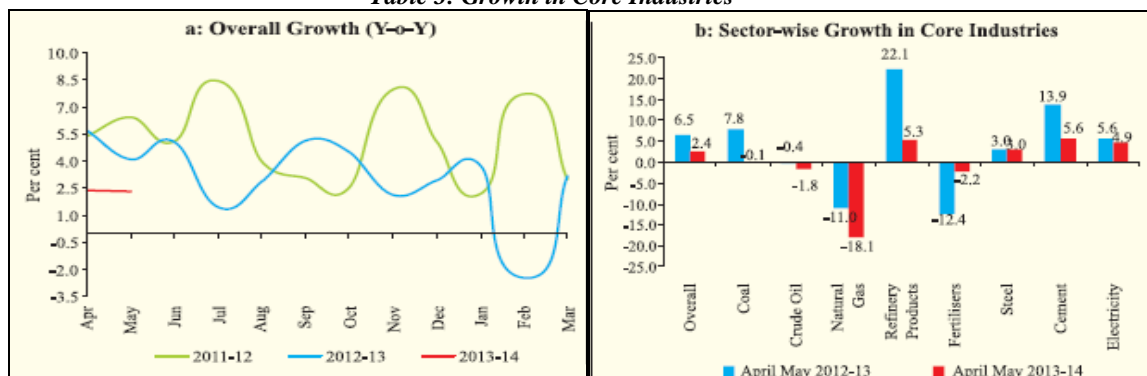 Table 3: Growth in Core Industries
a: Overall Growth (Y-o-Y)
10.0
8.5
7.0
5.5
4.0
2.5
1.0
-0.5
-2.0
-3.5
Per cent
Apr
May
Jun
Jul
Aug
Sep
Oct
Nov
Dec
Jan
Feb
Mar
2011-12
2012-13
2013-14
b: Sector-wise Growth in Core Industries
25.0
20.0
15.0
10.0
5.0
0.0
-5.0
-10.0
-15.0
-20.0
-25.0
Per cent
6.5
2.4
7.8
-0.1
-0.4
-1.8
-11.0
-18.1
22.1
5.3
-12.4
-2.2
3.0
3.0
13.9
5.6
5.6
4.9
Overall
Coal
Crude Oil
Natural
Gas
Refinery
Products
Fertilisers
Steel
Cement
Electricity
April May 2012-13
April May 2013-14